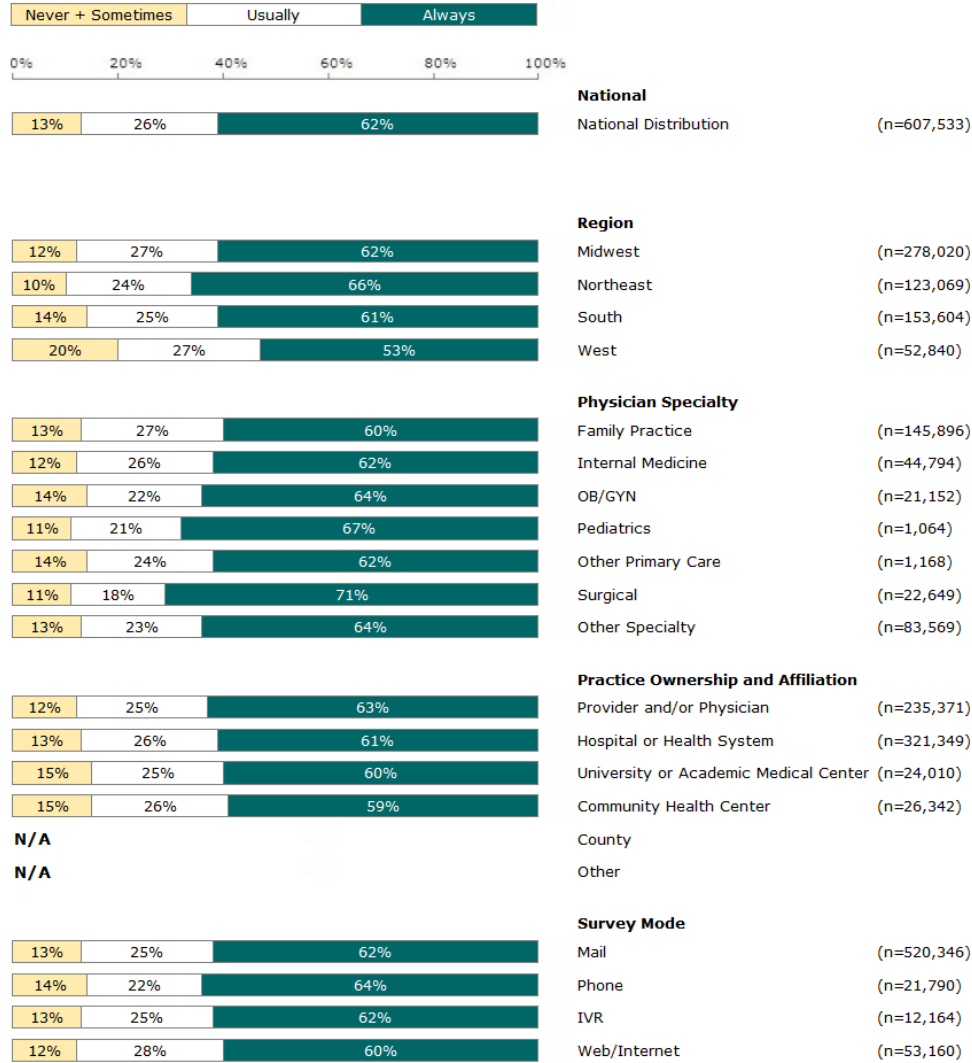 Never + Sometimes Usually Always
0% 20% 40% 60% 80% 100%
National
13% 26% 62% National Distribution (n=607,533)
Region
12% 27% 62% Midwest (n=278,020)
10% 24% 66% Northeast (n=123,069)
14% 25% 61% South (n=153,604)
20% 27% 53% West (n=52,840)
Physician Specialty
13% 27% 60% Family Practice (n=145,896)
12% 26% 62% Internal Medicine (n=44,794)
14% 22% 64% OB/GYN (n=21,152)
11% 21% 67% Pediatrics (n=1,064)
14% 24% 62% Other Primary Care (n=1,168)
11% 18% 71% Surgical (n=22,649)
13% 23% 64% Other Specialty (n=83,569)
Practice Ownership and Affiliation
12% 25% 63% Provider and/or Physician (n=235,371)
13% 26% 61% Hospital or Health System (n=321,349)
15% 25% 60% University or Academic Medical Center (n=24,010)
15% 26% 59% Community Health Center (n=26,342)
N/A County
N/A Other
Survey Mode
13% 25% 62% Mail (n=520,346)
14% 22% 64% Phone (n=21,790)
13% 25% 62% IVR (n=12,164)
12% 28% 60% Web/Internet (n=53,160)